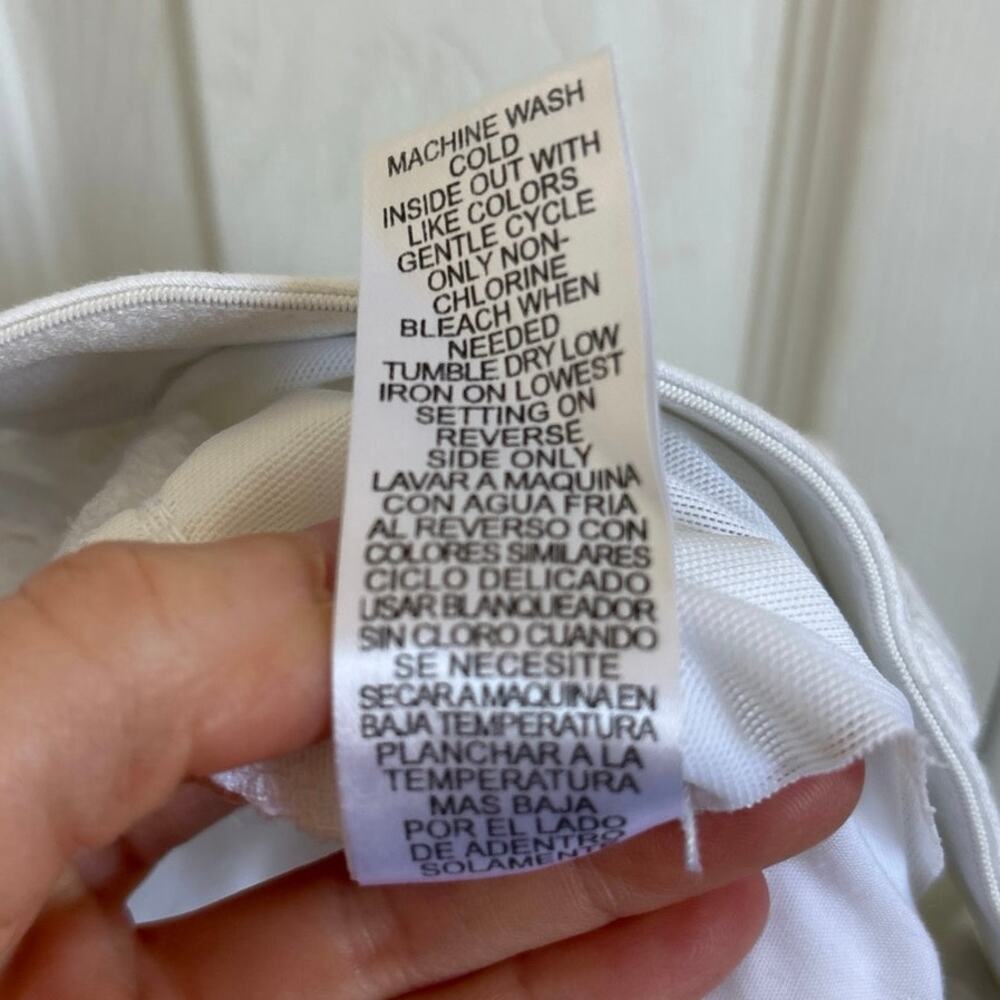 MACHINE WASH
COLD
INSIDE OUT WITH
LIKE COLORS
GENTLE CYCLE
ONLY NON-
CHLORINE
BLEACH WHEN
NEEDED
TUMBLE DRY LOW
IRON ON LOWEST
SETTING ON
REVERSE
SIDE ONLY
LAVAR A MAQUINA
CON AGUA FRIA
AL REVERSO CON
COLORES SIMILARES
CICLO DELICADO
USAR BLANQUEADOR
SIN CLORO CUANDO
SE NECESITE
SECAR A MAQUINA EN
BAJA TEMPERATURA
PLANCHAR A LA
TEMPERATURA
MAS BAJA
POR EL LADO
DE ADENTRO